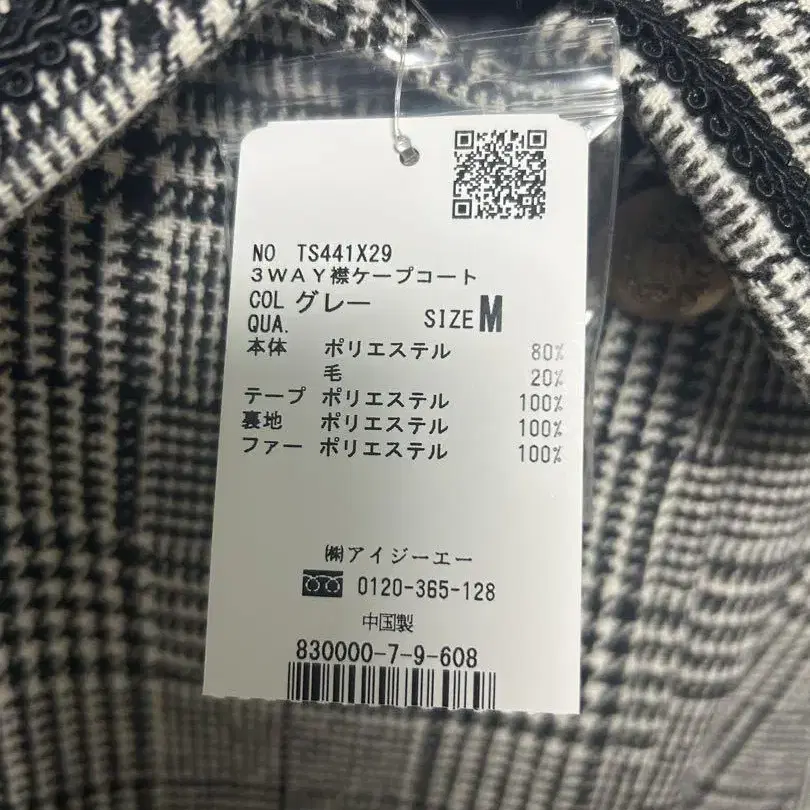 NO TS441X29
3WAY襟ケープコート
COL グレー
QUA. SIZE M
本体 ポリエステル 80%
毛 20%
テープ ポリエステル 100%
裏地 ポリエステル 100%
ファー ポリエステル 100%
㈱アイジーエー
0120-365-128
中国製
830000-7-9-608